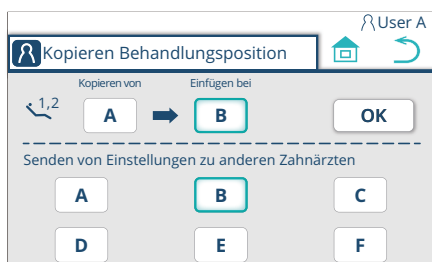 User A
Kopieren Behandlungsposition
Kopieren von Einfügen bei
1,2 A B OK
Senden von Einstellungen zu anderen Zahnärzten
A B C
D E F